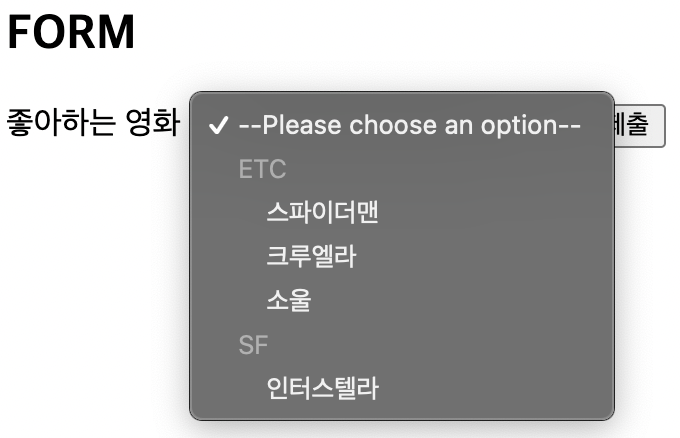 FORM
좋아하는 영화 --Please choose an option-- 제출
ETC
스파이더맨
크루엘라
소울
SF
인터스텔라